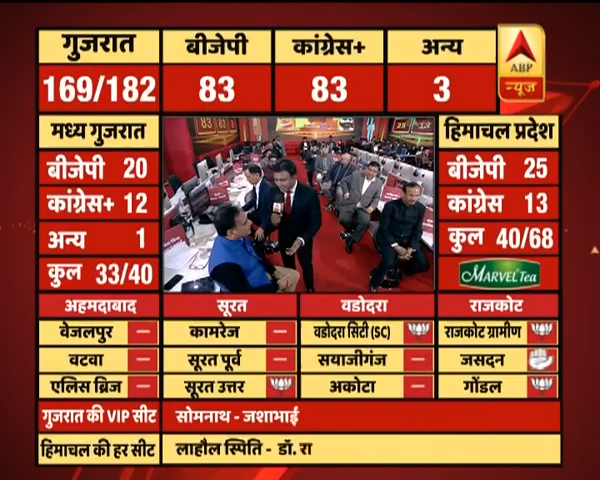 गुजरात बीजेपी कांग्रेस+ अन्य
169/182 83 83 3
ABP
न्यूज़
मध्य गुजरात
बीजेपी 20
कांग्रेस+ 12
अन्य 1
कुल 33/40
हिमाचल प्रदेश
बीजेपी 25
कांग्रेस 13
कुल 40/68
MARVEL Tea
अहमदाबाद सूरत वडोदरा राजकोट
वेजलपुर – कामरेज – वडोदरा सिटी (SC) राजकोट ग्रामीण
वटवा – सूरत पूर्व – सयाजीगंज – जसदन
एलिस ब्रिज – सूरत उत्तर अकोटा – गोंडल
गुजरात की VIP सीट सोमनाथ - जशाभाई
हिमाचल की हर सीट लाहौल स्पिति - डॉ. रा